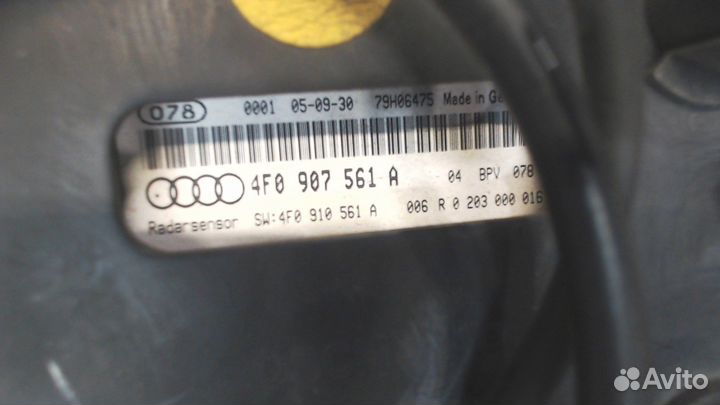 078 0001 05-09-30 79H06475 Made in
4F0 907 561 A 04 BPV 078
Radarsensor SW:4F0 910 561 A 006 R 0 203 000 016
Avito